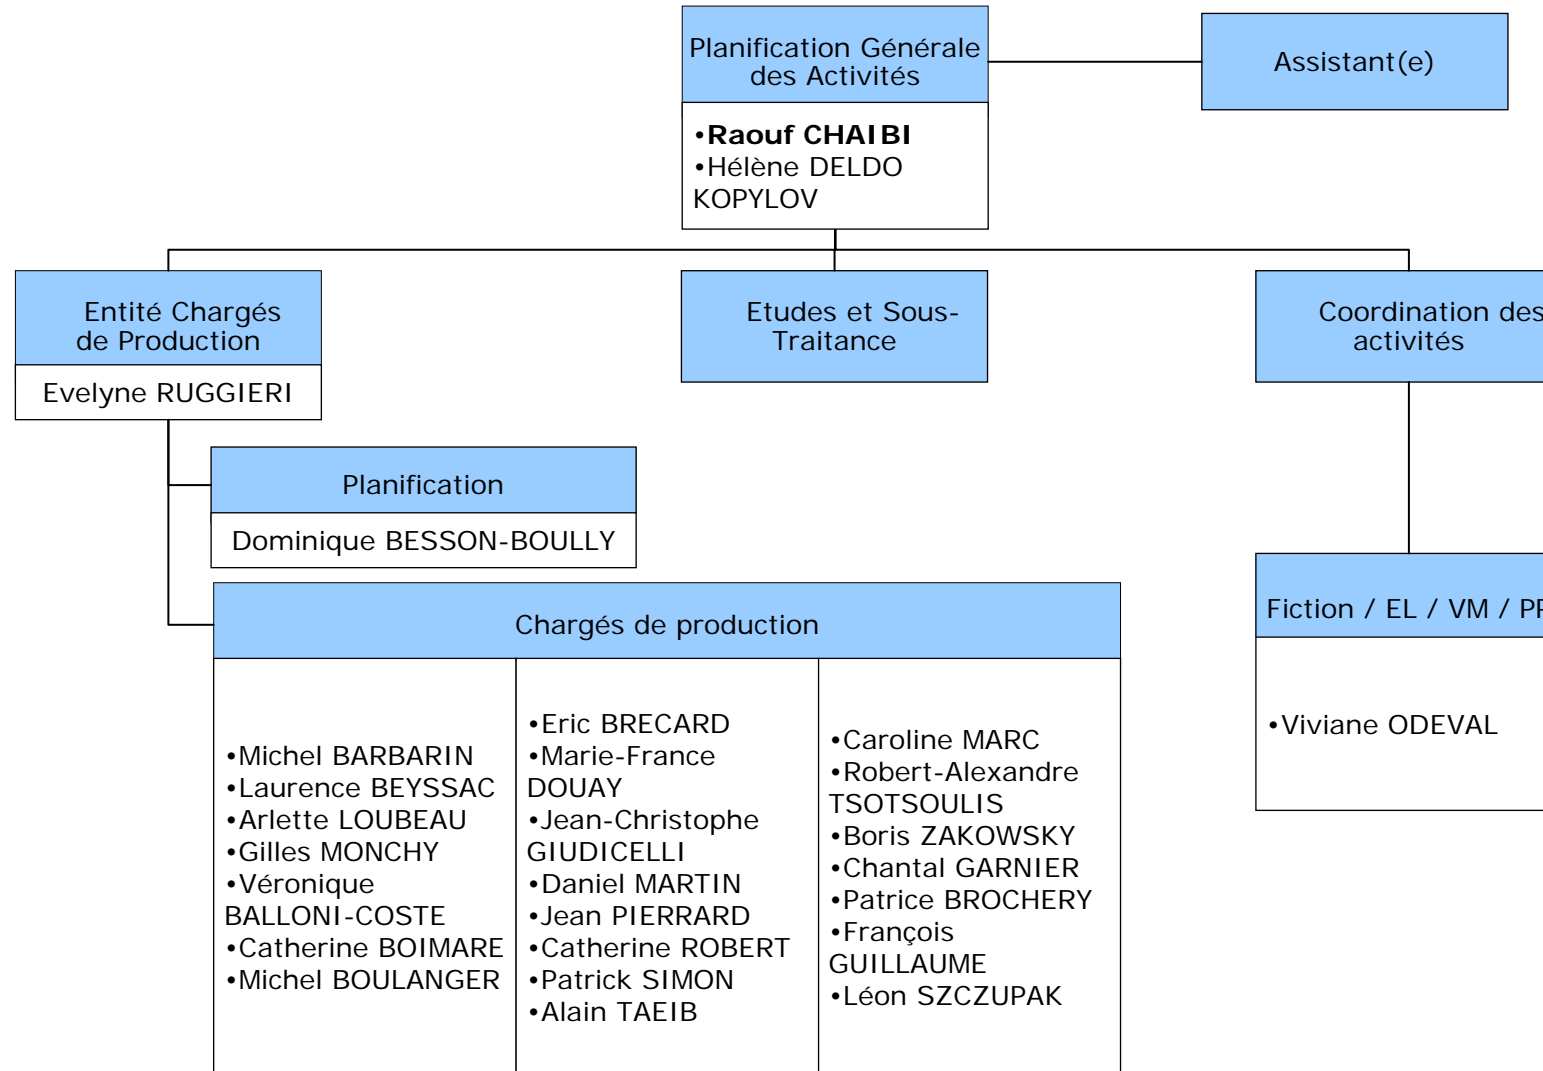 Planification Générale
des Activités
Assistant(e)
•Raouf CHAIBI
•Hélène DELDO
KOPYLOV
Entité Chargés
de Production
Evelyne RUGGIERI
Etudes et Sous-
Traitance
Coordination des
activités
Planification
Dominique BESSON-BOULLY
Chargés de production
•Michel BARBARIN
•Laurence BEYSSAC
•Arlette LOUBEAU
•Gilles MONCHY
•Véronique
BALLONI-COSTE
•Catherine BOIMARE
•Michel BOULANGER
•Eric BRECARD
•Marie-France
DOUAY
•Jean-Christophe
GIUDICELLI
•Daniel MARTIN
•Jean PIERRARD
•Catherine ROBERT
•Patrick SIMON
•Alain TAEIB
•Caroline MARC
•Robert-Alexandre
TSOTSOULIS
•Boris ZAKOWSKY
•Chantal GARNIER
•Patrice BROCHERY
•François
GUILLAUME
•Léon SZCZUPAK
Fiction / EL / VM /
•Viviane ODEVAL